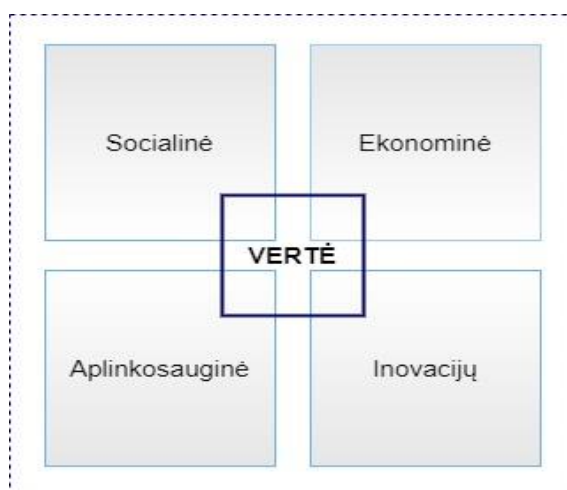 Socialinė
Ekonominė
VERTĖ
Aplinkosauginė
Inovacijų